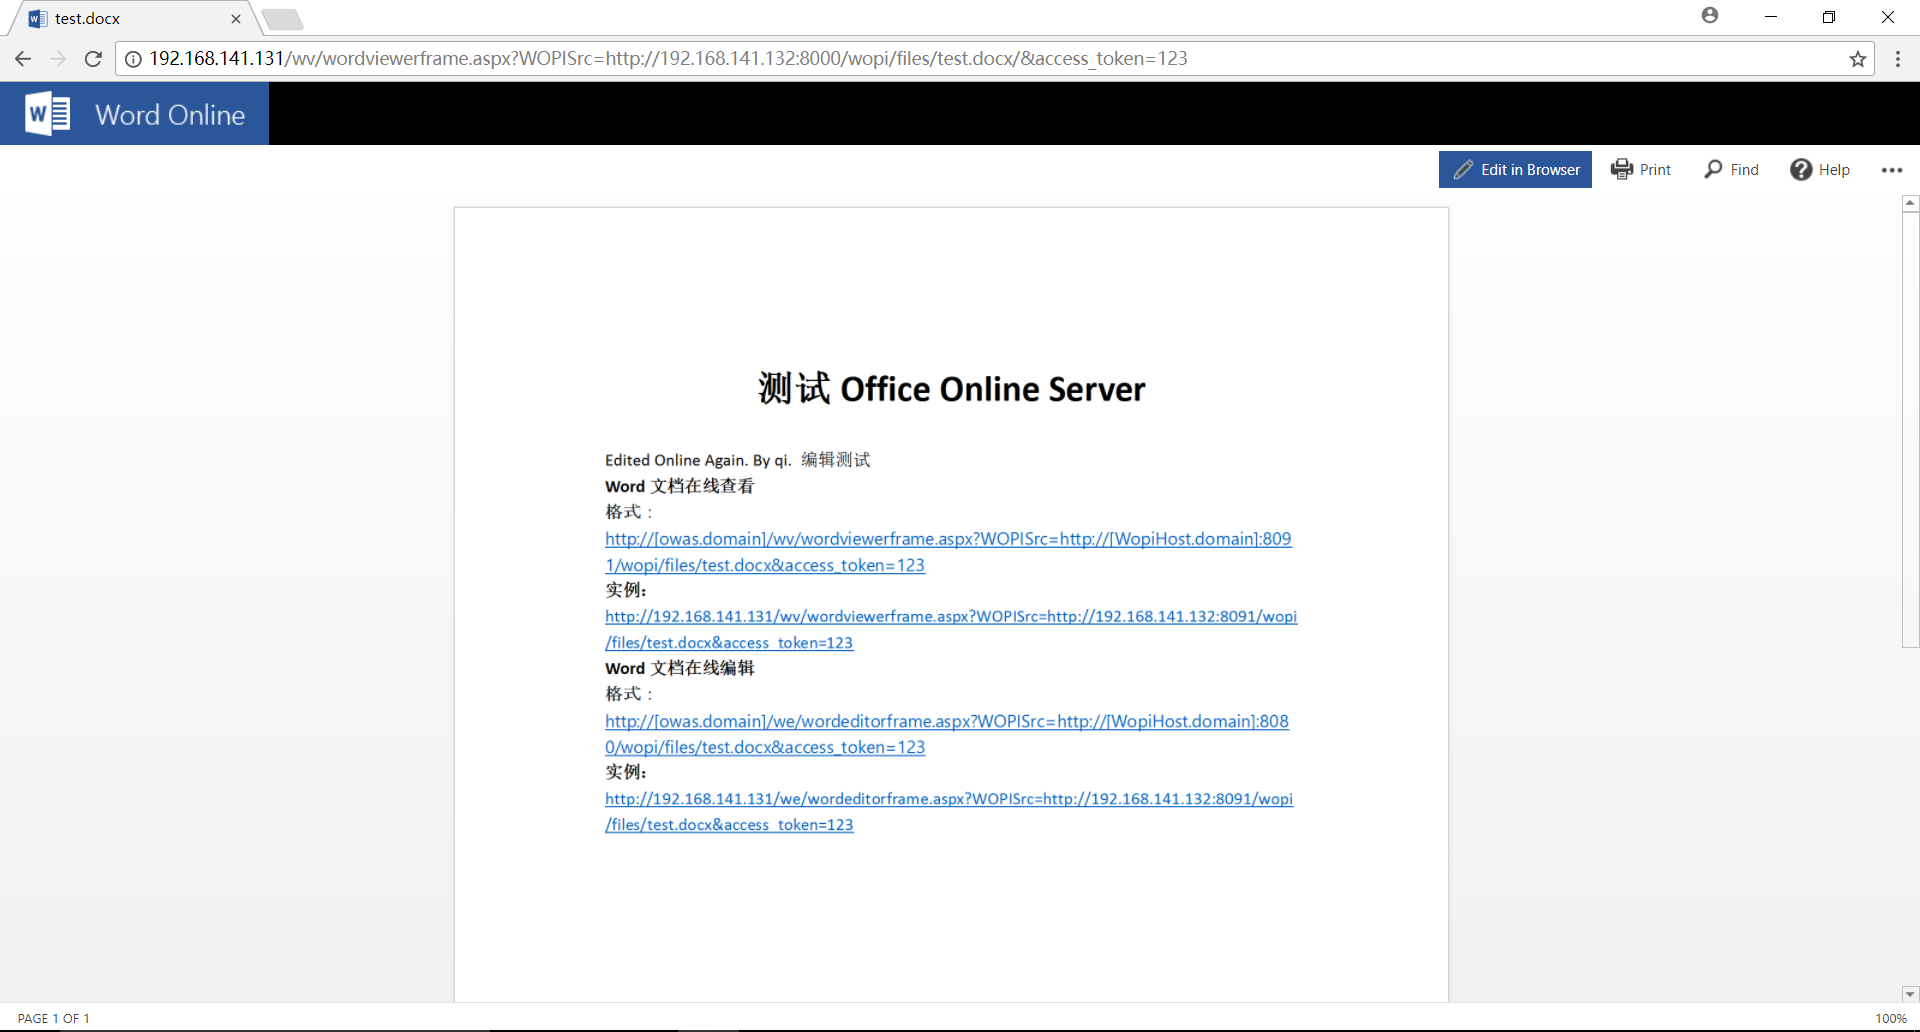 test.docx
192.168.141.131/wv/wordviewerframe.aspx?WOPISrc=http://192.168.141.132:8000/wopi/files/test.docx/&access_token=123
Word Online
Edit in Browser Print Find Help
测试 Office Online Server
Edited Online Again. By qi. 编辑测试
Word 文档在线查看
格式：
http://[owas.domain]/wv/wordviewerframe.aspx?WOPISrc=http://[WopiHost.domain]:809
1/wopi/files/test.docx&access_token=123
实例：
http://192.168.141.131/wv/wordviewerframe.aspx?WOPISrc=http://192.168.141.132:8091/wopi
/files/test.docx&access_token=123
Word 文档在线编辑
格式：
http://[owas.domain]/we/wordeditorframe.aspx?WOPISrc=http://[WopiHost.domain]:808
0/wopi/files/test.docx&access_token=123
实例：
http://192.168.141.131/we/wordeditorframe.aspx?WOPISrc=http://192.168.141.132:8091/wopi
/files/test.docx&access_token=123
PAGE 1 OF 1
100%